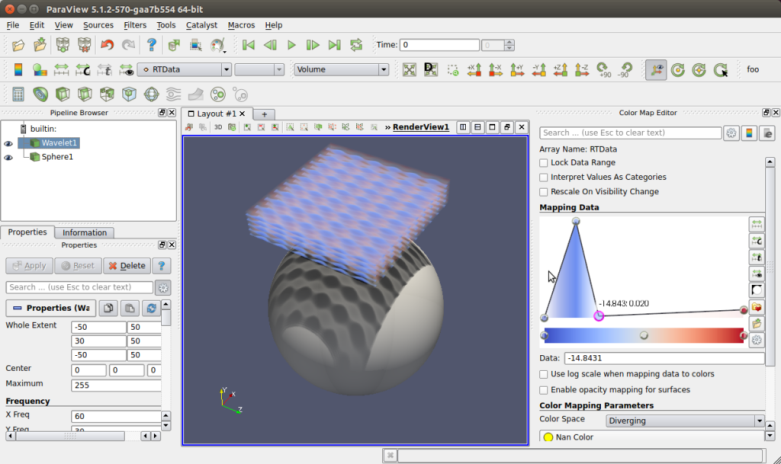 ParaView 5.1.2-570-gaa7b554 64-bit
File Edit View Sources Filters Tools Catalyst Macros Help
Time: 0 0
RTData Volume foo
Pipeline Browser
builtin:
Wavelet1
Sphere1
Properties Information
Properties
Apply Reset Delete ?
Search ... (use Esc to clear text)
Properties (Wa
Whole Extent -50 50
30 50
-50 50
Center 0 0 0
Maximum 255
Frequency
X Freq 60
Y Freq 30
Layout #1 +
3D » RenderView1
Y
X
Z
Color Map Editor
Search ... (use Esc to clear text)
Array Name: RTData
Lock Data Range
Interpret Values As Categories
Rescale On Visibility Change
Mapping Data
-14.843: 0.020
Data: -14.8431
Use log scale when mapping data to colors
Enable opacity mapping for surfaces
Color Mapping Parameters
Color Space Diverging
Nan Color